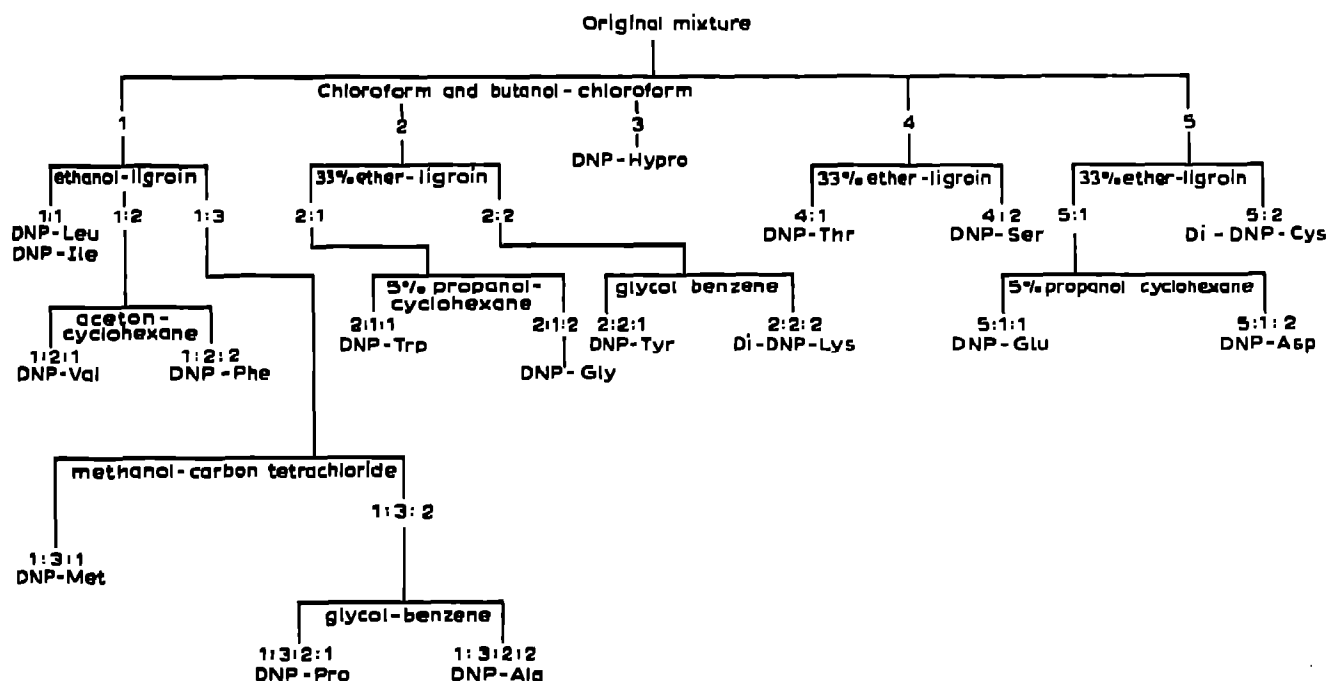 Original mixture
Chloroform and butanol-chloroform
1
2
3
4
5
DNP-Hypro
ethanol-ligroin
33% ether-ligroin
33% ether-ligroin
33% ether-ligroin
1:1
1:2
1:3
2:1
2:2
4:1
4:2
5:1
5:2
DNP-Leu
DNP-Ile
DNP-Thr
DNP-Ser
Di-DNP-Cys
aceton-
cyclohexane
5% propanol-
cyclohexane
glycol benzene
5% propanol cyclohexane
1:2:1
DNP-Val
1:2:2
DNP-Phe
2:1:1
DNP-Trp
2:1:2
DNP-Gly
2:2:1
DNP-Tyr
2:2:2
Di-DNP-Lys
5:1:1
DNP-Glu
5:1:2
DNP-Asp
methanol-carbon tetrachloride
1:3:2
1:3:1
DNP-Met
glycol-benzene
1:3:2:1
DNP-Pro
1:3:2:2
DNP-Ala